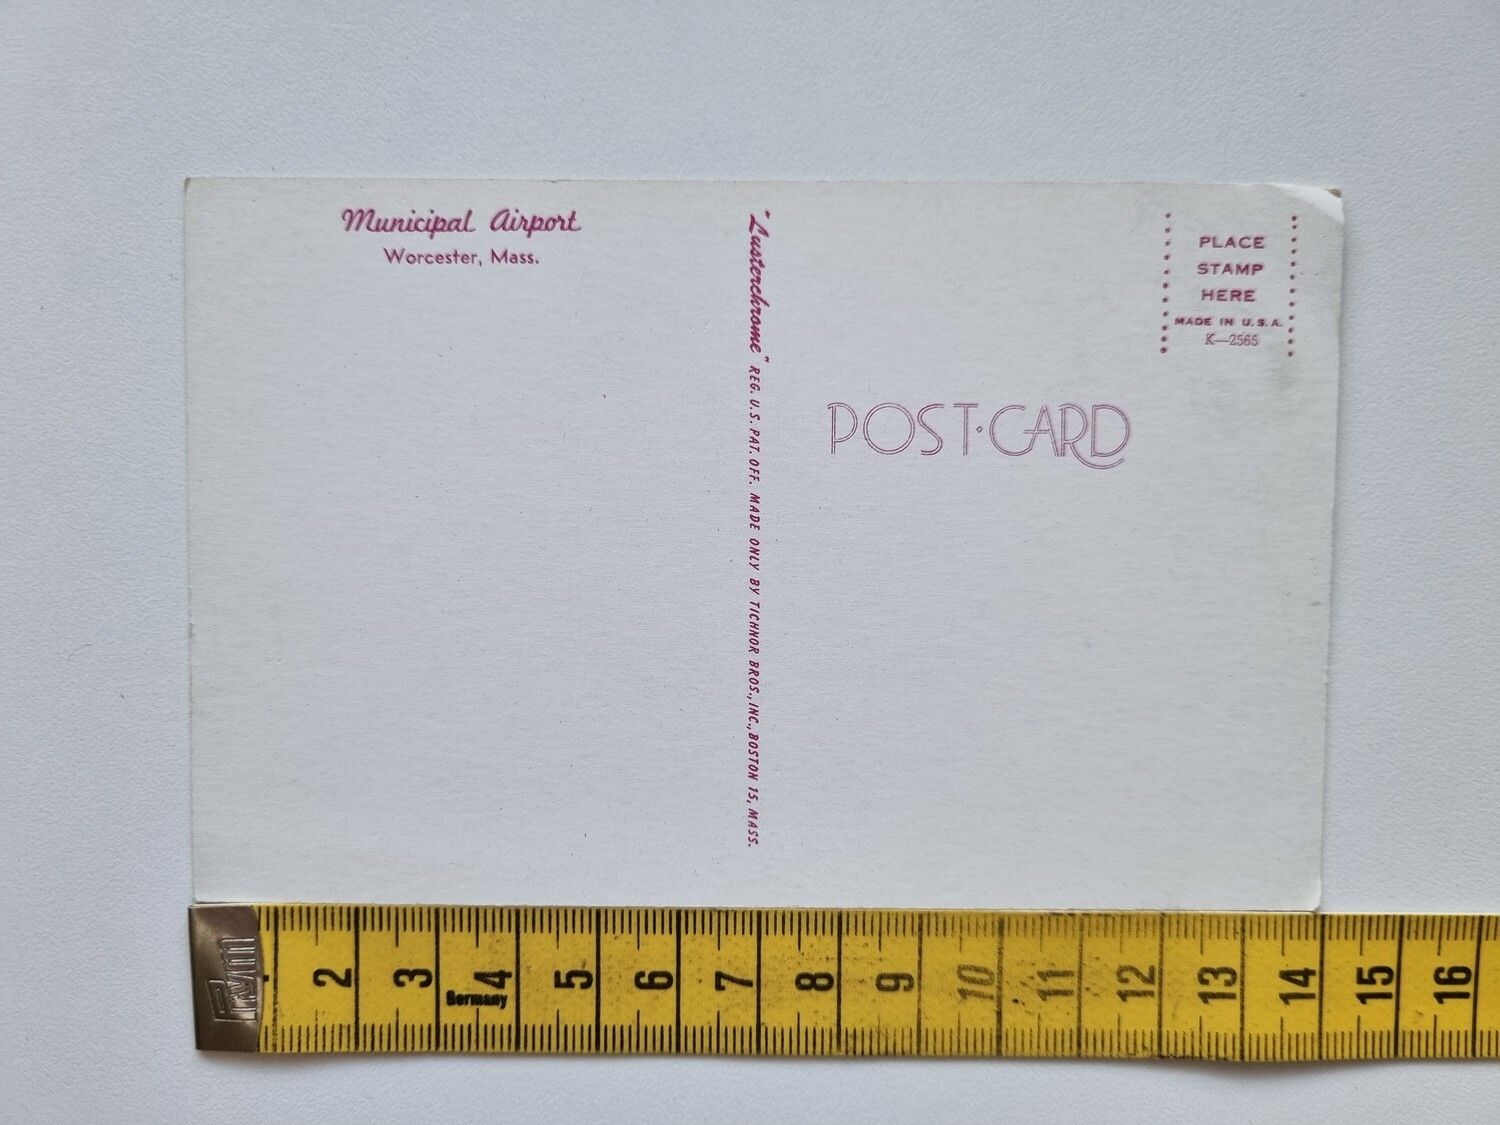 Municipal Airport
Worcester, Mass.
"Lusterchrome" REG. U.S. PAT. OFF. MADE ONLY BY TICHNOR BROS., INC., BOSTON 15, MASS.
PLACE
STAMP
HERE
MADE IN U.S.A.
K—2565
POST·CARD
Prym
2 3 4 5 6 7 8 9 10 11 12 13 14 15 16
Germany